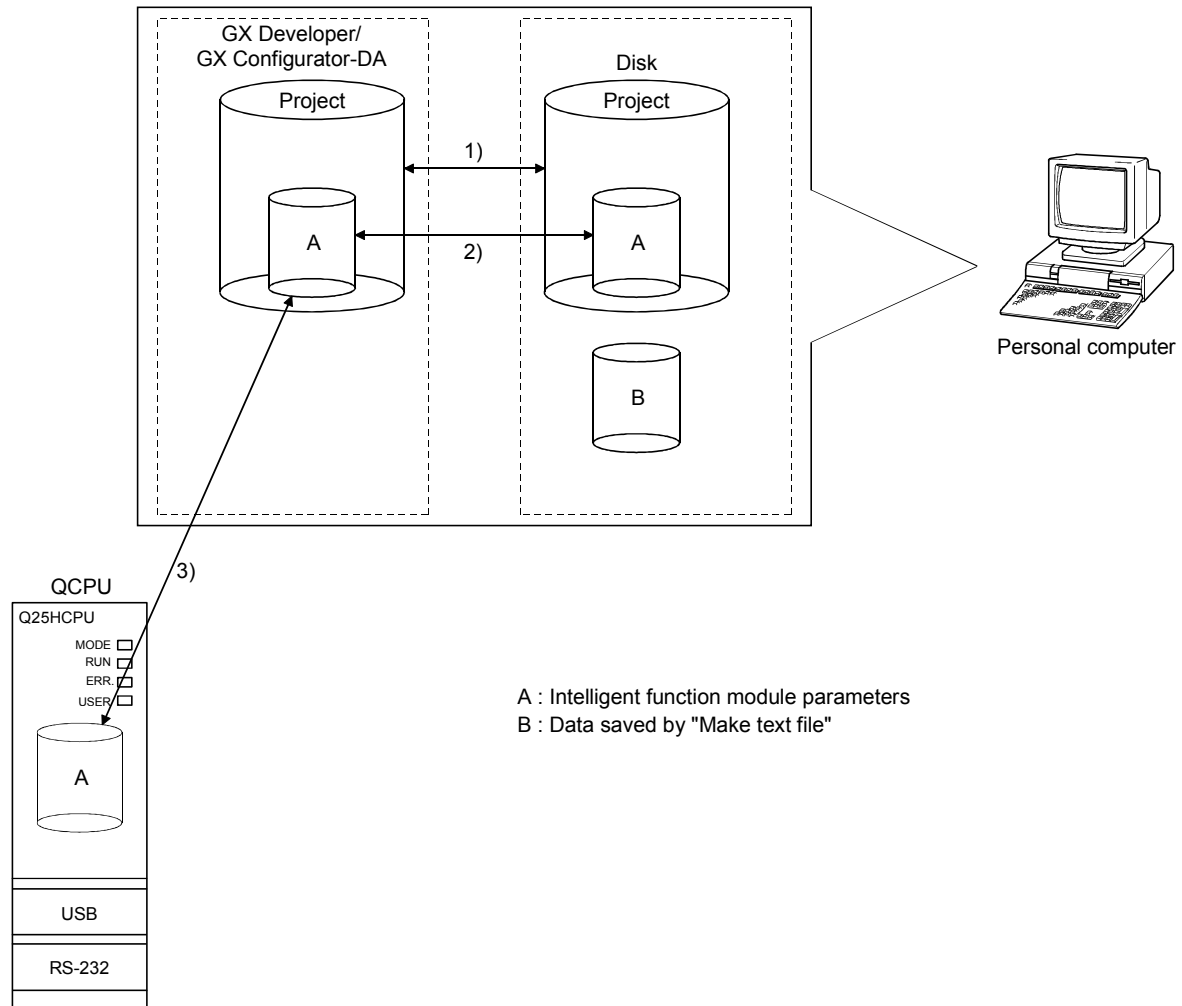 GX Developer/
GX Configurator-DA
Disk
Project
Project
1)
A
A
2)
B
Personal computer
3)
QCPU
Q25HCPU
MODE
RUN
ERR.
USER
A
USB
RS-232
A : Intelligent function module parameters
B : Data saved by "Make text file"